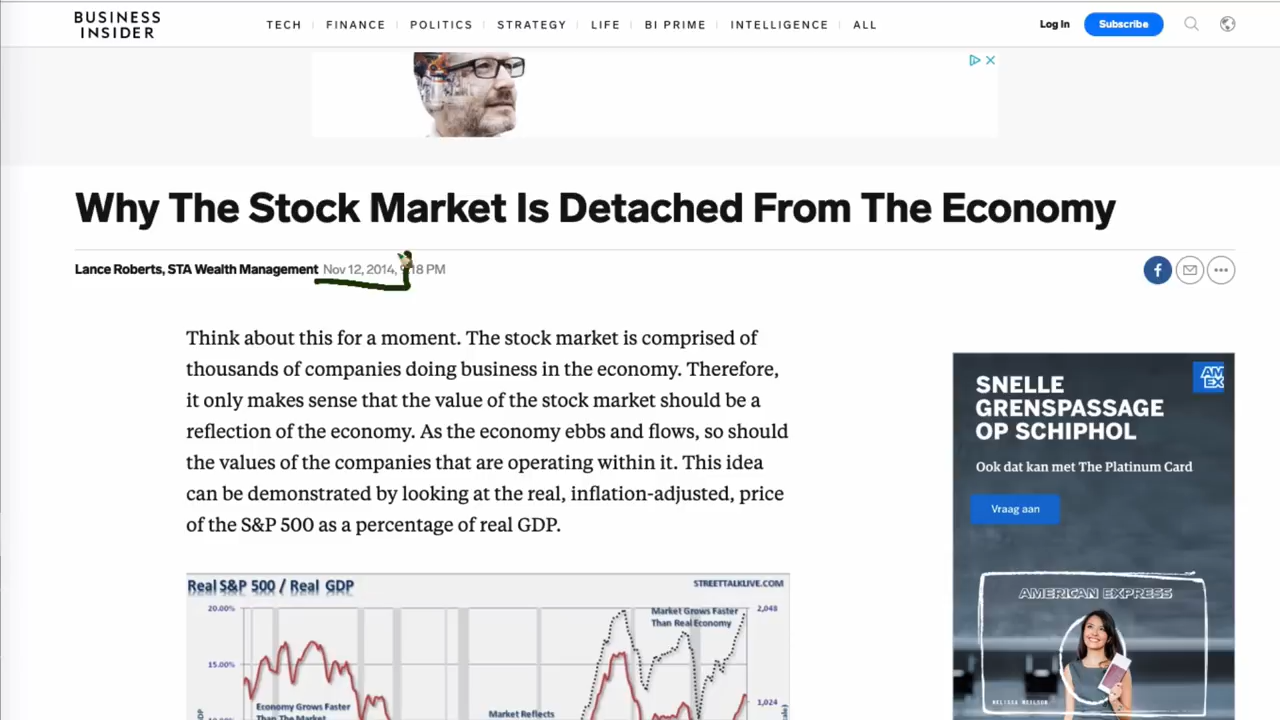 BUSINESS
INSIDER
TECH FINANCE POLITICS STRATEGY LIFE BI PRIME INTELLIGENCE ALL
Log In Subscribe
Why The Stock Market Is Detached From The Economy
Lance Roberts, STA Wealth Management Nov 12, 2014, 18 PM
Think about this for a moment. The stock market is comprised of
thousands of companies doing business in the economy. Therefore,
it only makes sense that the value of the stock market should be a
reflection of the economy. As the economy ebbs and flows, so should
the values of the companies that are operating within it. This idea
can be demonstrated by looking at the real, inflation-adjusted, price
of the S&P 500 as a percentage of real GDP.
Real S&P 500 / Real GDP
STREETTALKLIVE.COM
20.00%
Market Grows Faster
Than Real Economy
2,048
15.00%
1,024
Economy Grows Faster
Than The Market
Market Reflects
AM
EX
SNELLE
GRENSPASSAGE
OP SCHIPHOL
Ook dat kan met The Platinum Card
Vraag aan
AMERICAN EXPRESS